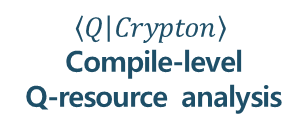 ⟨Q|Crypton⟩
Compile-level
Q-resource analysis